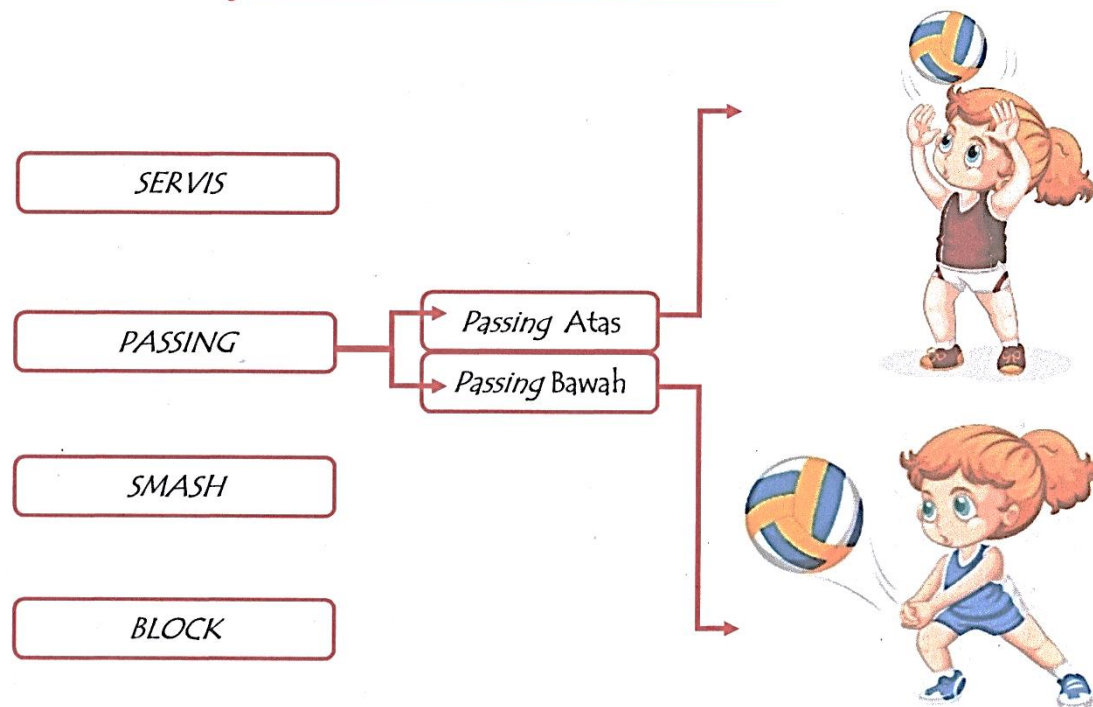 SERVIS
PASSING
Passing Atas
Passing Bawah
SMASH
BLOCK